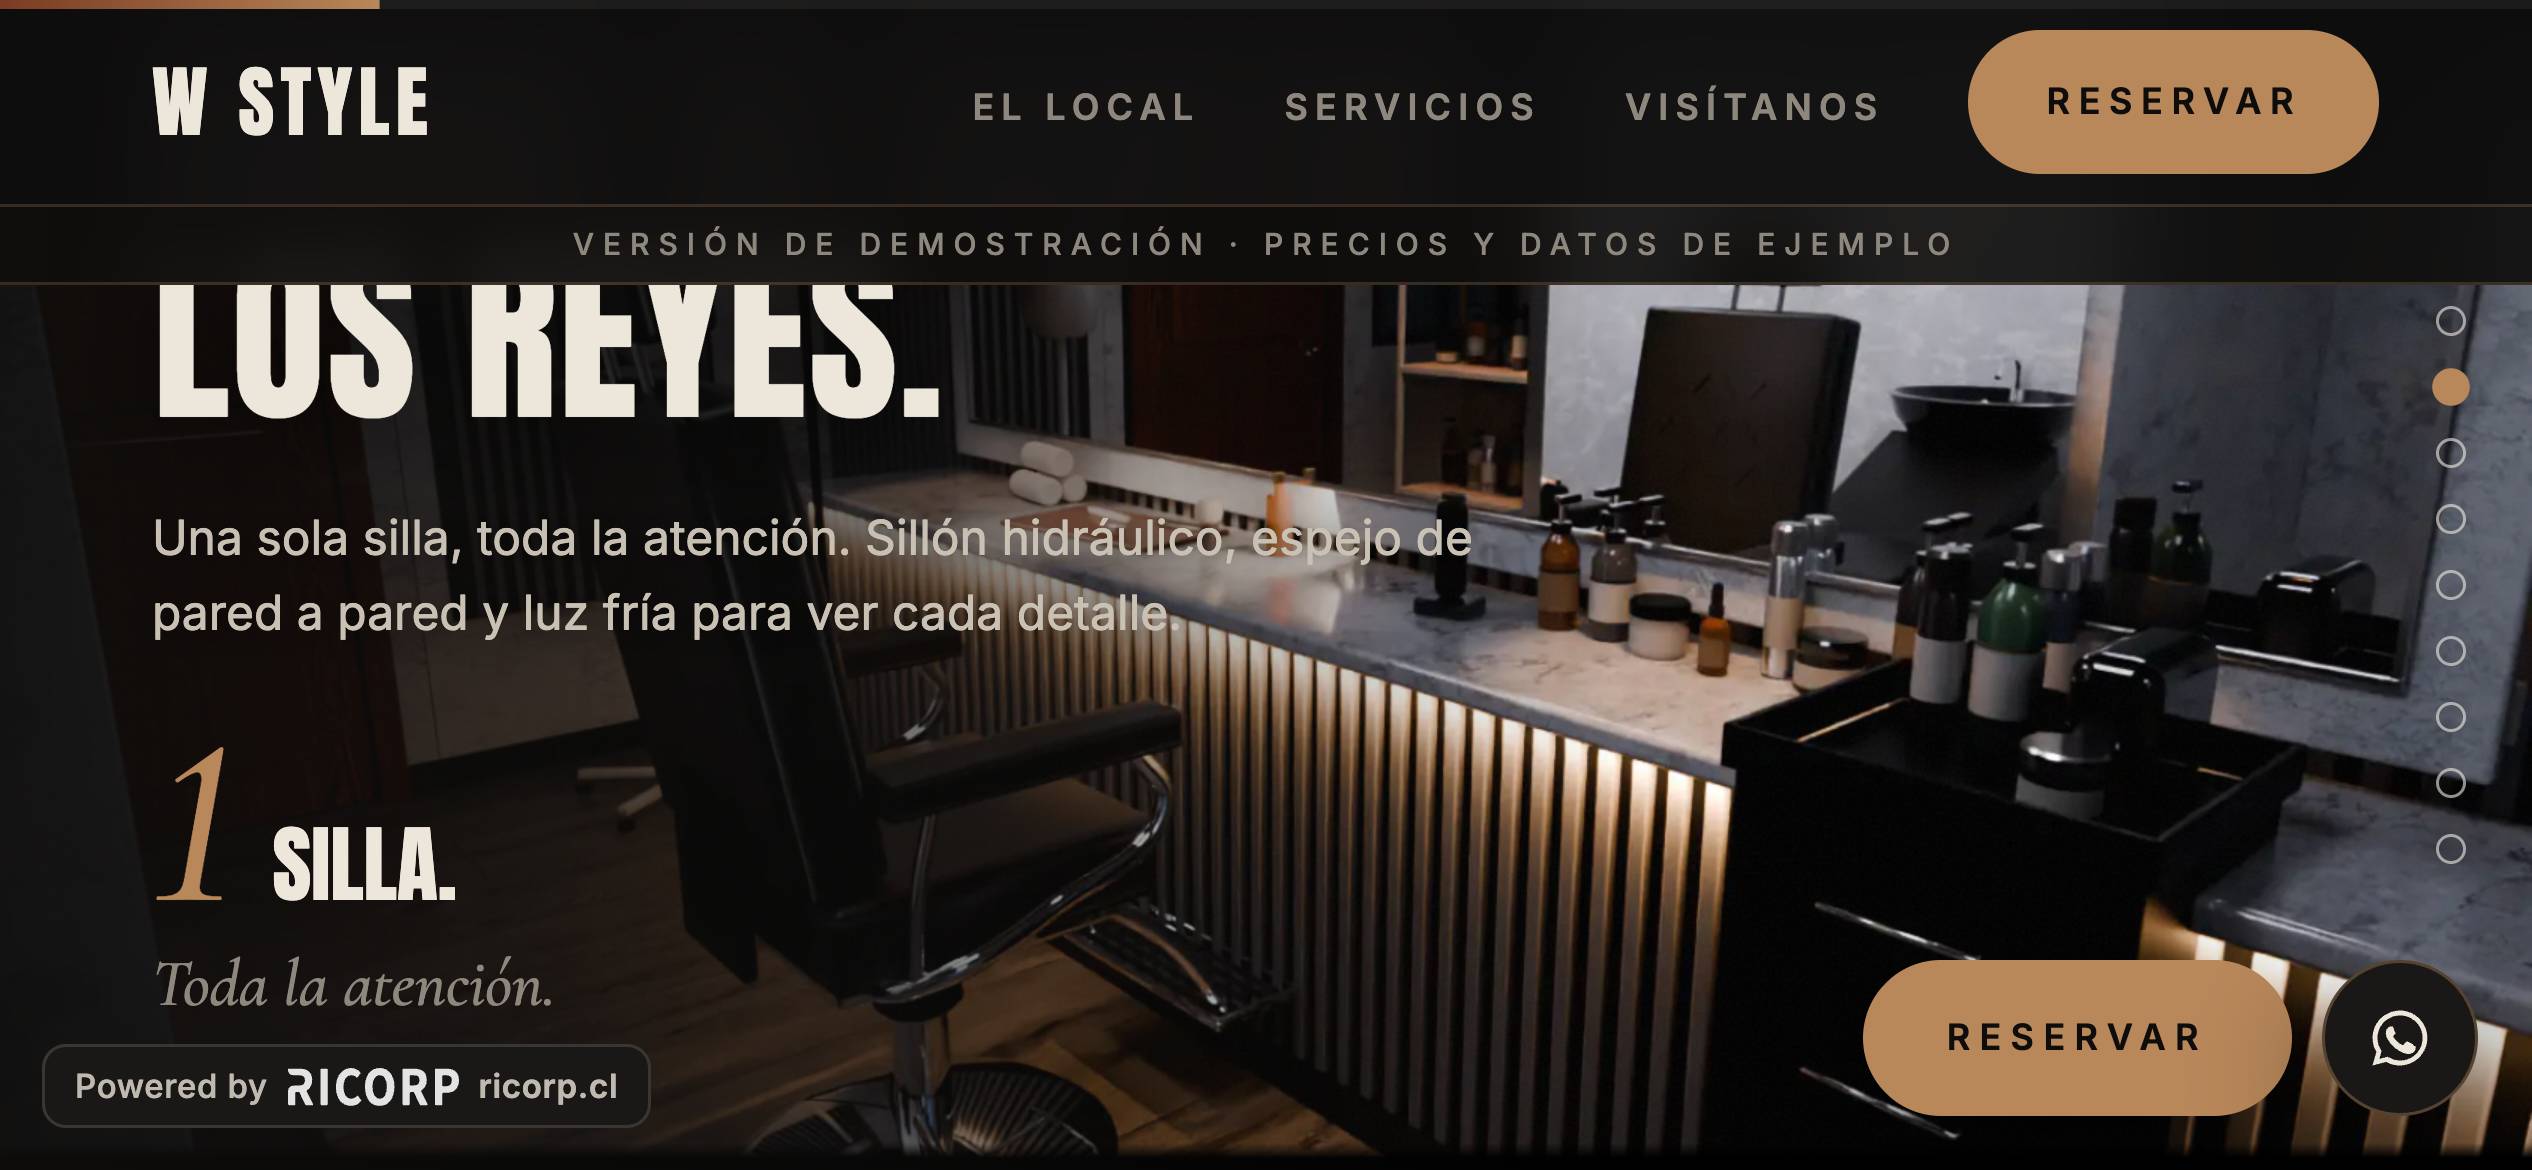 W STYLE
EL LOCAL
SERVICIOS
VISÍTANOS
RESERVAR
VERSIÓN DE DEMOSTRACIÓN · PRECIOS Y DATOS DE EJEMPLO
LOS REYES.
Una sola silla, toda la atención. Sillón hidráulico, espejo de
pared a pared y luz fría para ver cada detalle.
1 SILLA.
Toda la atención.
Powered by RICORP ricorp.cl
RESERVAR